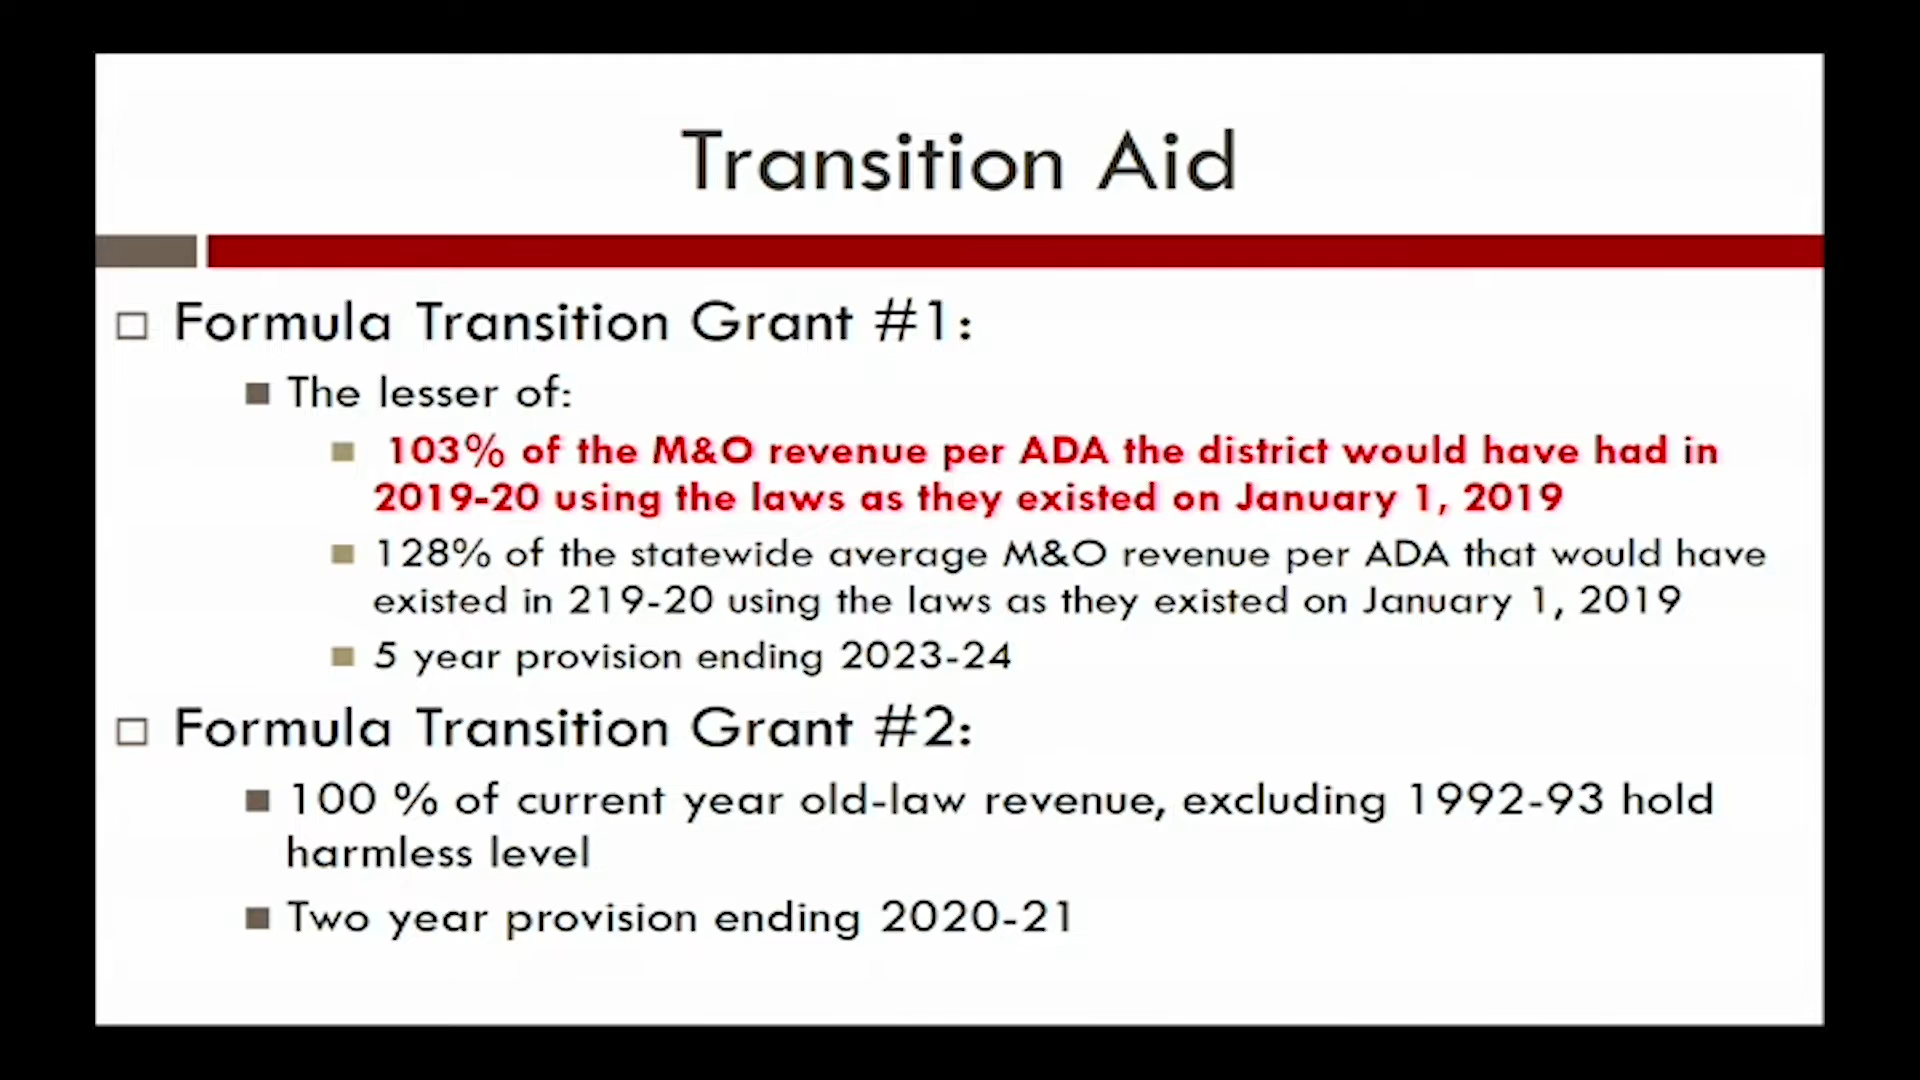 Transition Aid
Formula Transition Grant #1:
The lesser of:
103% of the M&O revenue per ADA the district would have had in
2019-20 using the laws as they existed on January 1, 2019
128% of the statewide average M&O revenue per ADA that would have
existed in 219-20 using the laws as they existed on January 1, 2019
5 year provision ending 2023-24
Formula Transition Grant #2:
100 % of current year old-law revenue, excluding 1992-93 hold
harmless level
Two year provision ending 2020-21